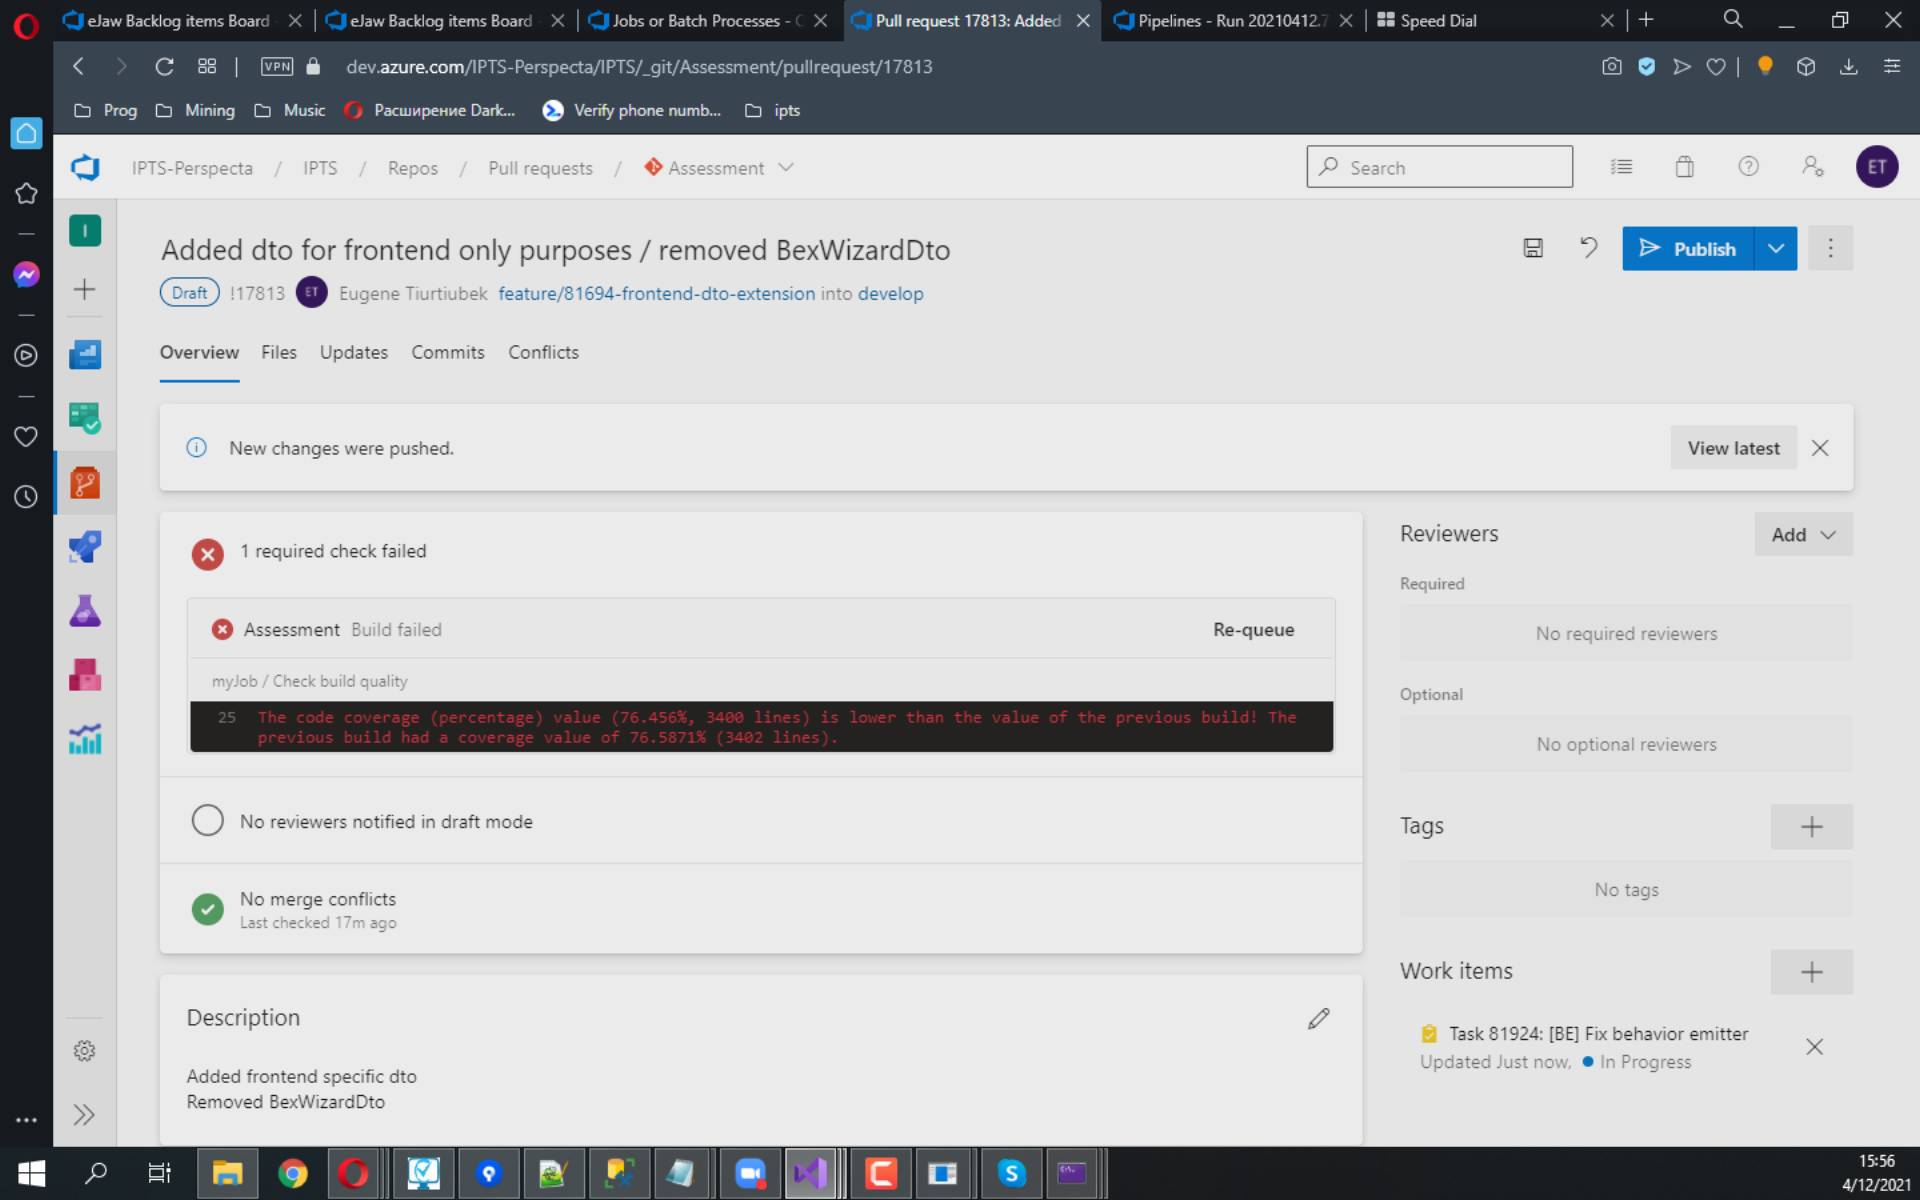 eJaw Backlog items Board
eJaw Backlog items Board
Jobs or Batch Processes -
Pull request 17813: Added
Pipelines - Run 20210412.7
Speed Dial
VPN
dev.azure.com/IPTS-Perspecta/IPTS/_git/Assessment/pullrequest/17813
Prog
Mining
Music
Расширение Dark...
Verify phone numb...
ipts
IPTS-Perspecta / IPTS / Repos / Pull requests / Assessment
Search
ET
I
Added dto for frontend only purposes / removed BexWizardDto
Publish
Draft !17813 ET Eugene Tiurtiubek feature/81694-frontend-dto-extension into develop
Overview Files Updates Commits Conflicts
New changes were pushed.
View latest
1 required check failed
Assessment Build failed
Re-queue
myJob / Check build quality
25 The code coverage (percentage) value (76.456%, 3400 lines) is lower than the value of the previous build! The
previous build had a coverage value of 76.5871% (3402 lines).
No reviewers notified in draft mode
No merge conflicts
Last checked 17m ago
Description
Added frontend specific dto
Removed BexWizardDto
Reviewers
Add
Required
No required reviewers
Optional
No optional reviewers
Tags
No tags
Work items
Task 81924: [BE] Fix behavior emitter
Updated Just now, In Progress
15:56
4/12/2021